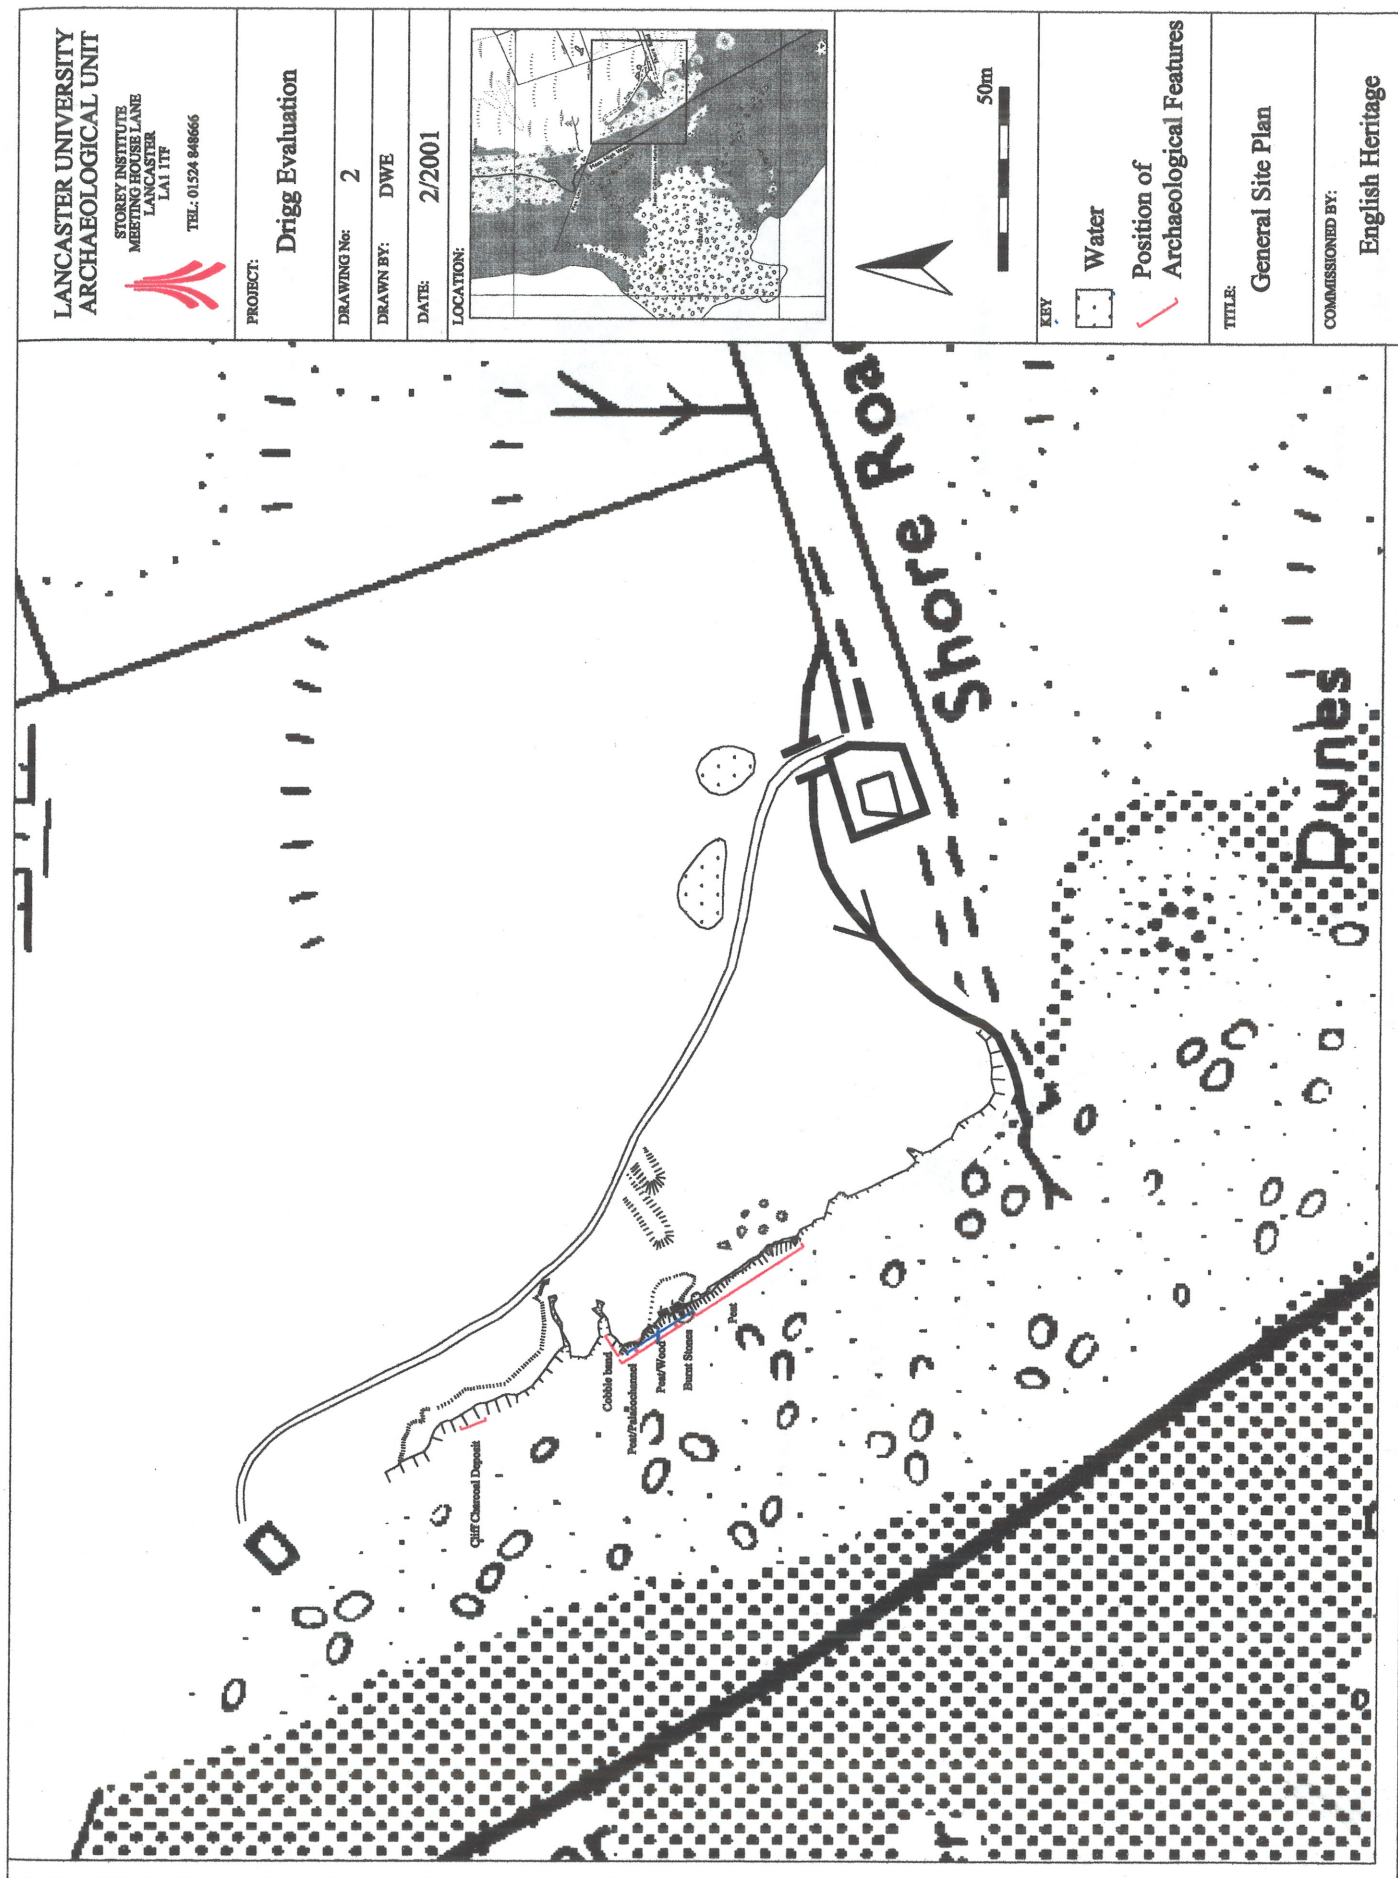 LANCASTER UNIVERSITY
ARCHAEOLOGICAL UNIT
STOREY INSTITUTE
MEETING HOUSE LANE
LANCASTER
LA1 1TF
TEL: 01524 848666
PROJECT:
Drigg Evaluation
DRAWING No: 2
DRAWN BY: DWE
DATE: 2/2001
LOCATION:
50m
KEY
Water
Position of
Archaeological Features
TITLE:
General Site Plan
COMMISSIONED BY:
English Heritage
Shore Roa
Dunes
Cliff Charcoal Deposit
Cobble band
Peat/Palaeochannel
Peat/Wood
Burnt Stones
Peat
er
er